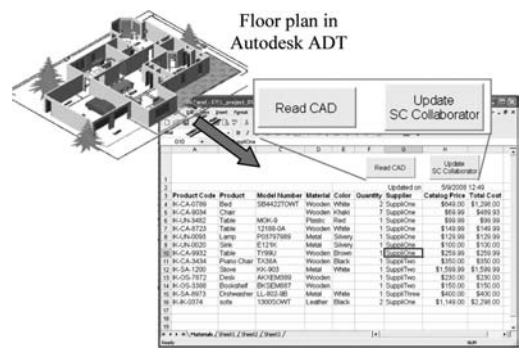 Floor plan in
Autodesk ADT
Read CAD
Update
SC Collaborator
Read CAD
Update
SC Collaborator
Updated on 5/9/2008 12:49
Product Code Product Model Number Material Color Quantity Supplier Catalog Price Total Cost
IK-CA-0789 Bed SB4422TOWT Wooden White 2 SuppliOne $649.00 $1,298.00
IK-CA-9034 Chair Wooden Khaki 7 SuppliOne $69.99 $489.93
IK-UN-3482 Table MOK-9 Plastic Red 1 SuppliOne $99.99 $99.99
IK-CA-8723 Table 12188-0A Wooden White 1 SuppliOne $149.99 $149.99
IK-UN-0093 Lamp Metal Silvery 1 SuppliOne $129.99 $129.99
IK-UN-0020 Sink E121K Metal Silvery 1 SuppliOne $100.00 $100.00
IK-CA-9932 Table TY99U Wooden Brown 1 SuppliOne $259.99 $259.99
IK-CA-3434 Piano Chair TX36A Wooden Black 1 SuppliTwo $350.00 $350.00
IK-SA-1200 Stove KK-903 Metal White 1 SuppliTwo $1,599.99 $1,599.99
IK-OS-7872 Desk AKXEM389 Wooden 1 SuppliTwo $230.00 $230.00
IK-OS-3388 Bookshelf BKSEM887 Wooden 1 SuppliTwo $150.00 $150.00
IK-SA-8973 Dishwasher LL-802-9B Metal White 1 SuppliThree $400.00 $400.00
IK-IK-0374 sofa 1300SOWT Leather Black 2 SuppliOne $1,149.00 $2,298.00
Materials Sheet1 Sheet2 Sheet3
Ready NUM